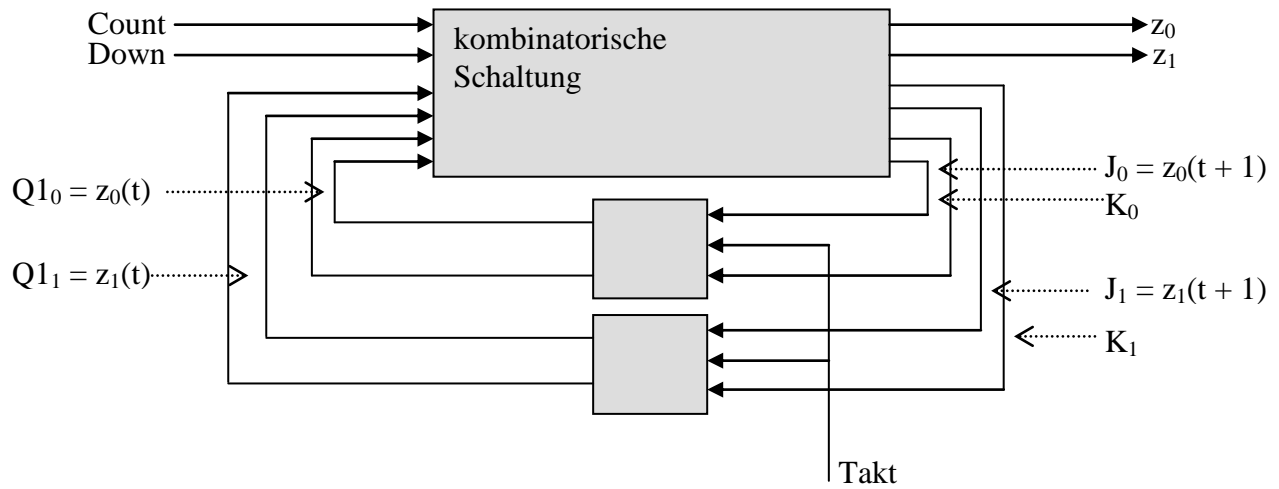 Count
Down
kombinatorische
Schaltung
z₀
z₁
Q1₀ = z₀(t)
Q1₁ = z₁(t)
J₀ = z₀(t + 1)
K₀
J₁ = z₁(t + 1)
K₁
Takt